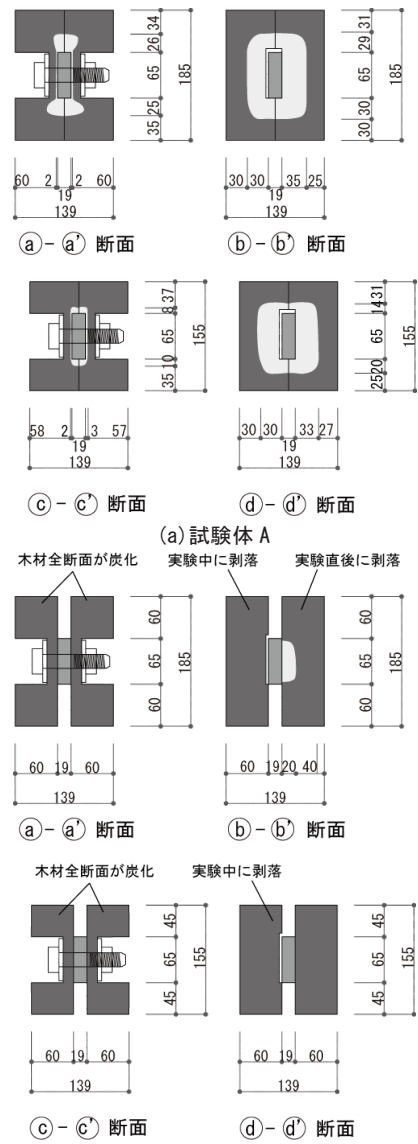 34
26
65
25
35
185
60 2 2 60
19
139
ⓐ-ⓐ' 断面
31
29
65
30
30
185
30 30 35 25
19
139
ⓑ-ⓑ' 断面
37
8
65
10
35
155
58 2 3 57
19
139
ⓒ-ⓒ' 断面
31
14
65
20
25
155
30 30 33 27
19
139
ⓓ-ⓓ' 断面
(a)試験体A
木材全断面が炭化
実験中に剥落
実験直後に剥落
60
65
60
185
60 19 60
139
ⓐ-ⓐ' 断面
60
65
60
185
60 19 20 40
139
ⓑ-ⓑ' 断面
木材全断面が炭化
実験中に剥落
45
65
45
155
60 19 60
139
ⓒ-ⓒ' 断面
45
65
45
155
60 19 60
139
ⓓ-ⓓ' 断面